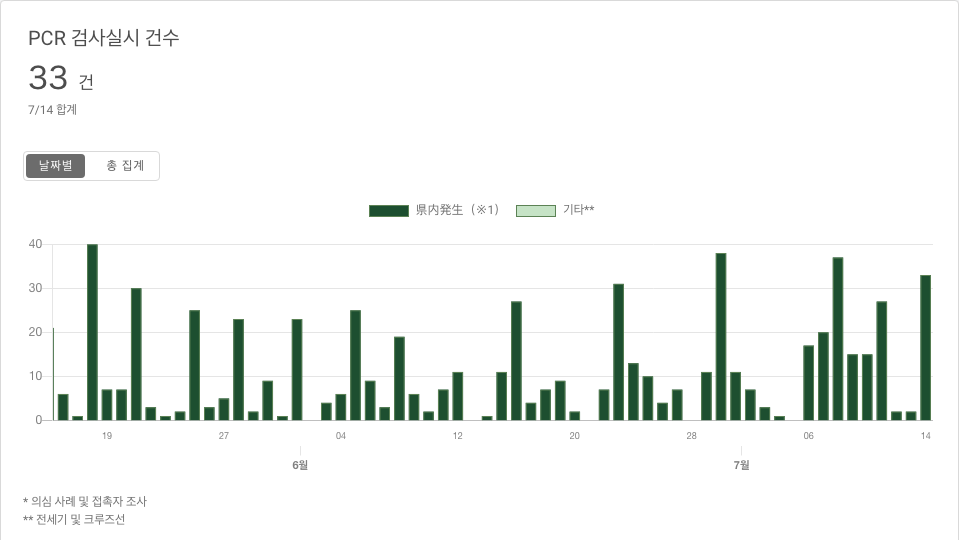 PCR 검사실시 건수
33 건
7/14 합계
날짜별 총 집계
県内発生（※1） 기타**
40
30
20
10
0
19 27 04 12 20 28 06 14
6월 7월
* 의심 사례 및 접촉자 조사
** 전세기 및 크루즈선